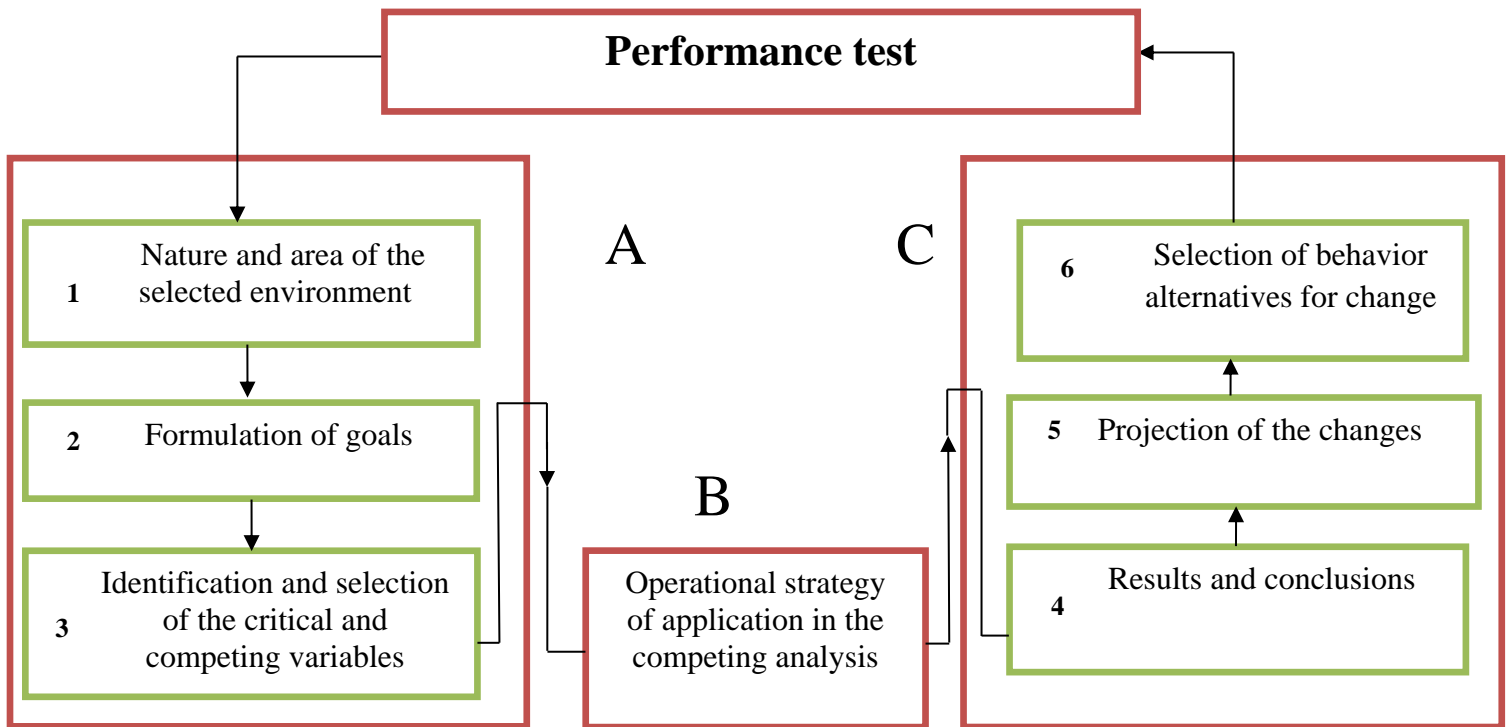 Performance test
A
C
B
1
Nature and area of the
selected environment
2
Formulation of goals
3
Identification and selection
of the critical and
competing variables
Operational strategy
of application in the
competing analysis
6
Selection of behavior
alternatives for change
5
Projection of the changes
4
Results and conclusions